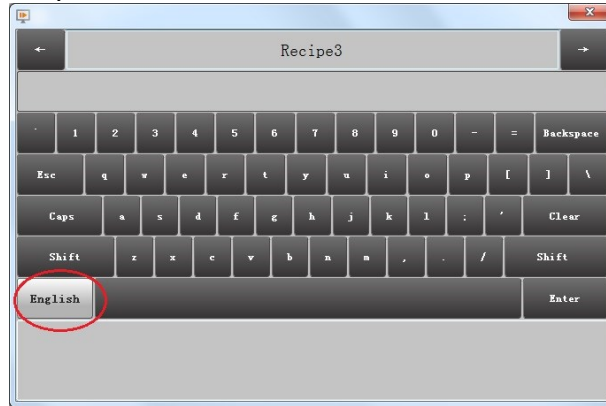 ← Recipe3 →
` 1 2 3 4 5 6 7 8 9 0 - = Backspace
Esc q w e r t y u i o p [ ] \
Caps a s d f g h j k l ; ' Clear
Shift z x c v b n m , . / Shift
English Enter